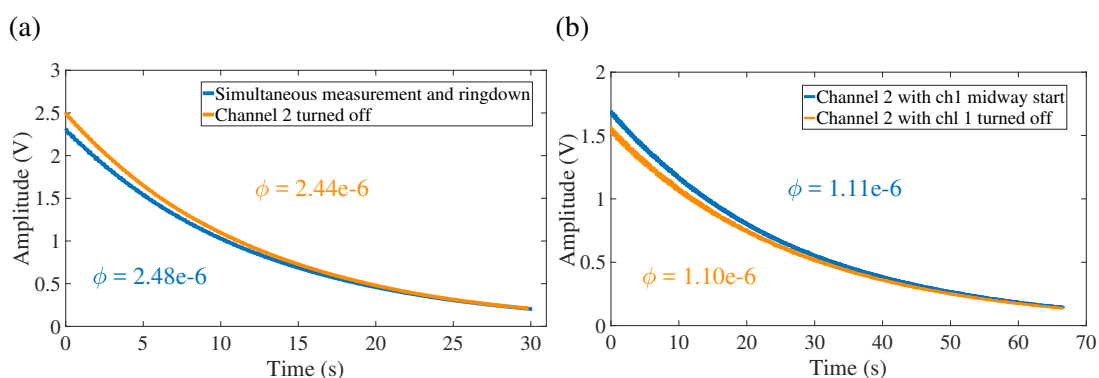 (a)
3
2.5
2
1.5
1
0.5
0
Amplitude (V)
Simultaneous measurement and ringdown
Channel 2 turned off
ϕ = 2.44e-6
ϕ = 2.48e-6
0 5 10 15 20 25 30
Time (s)
(b)
2
1.5
1
0.5
0
Amplitude (V)
Channel 2 with ch1 midway start
Channel 2 with chl 1 turned off
ϕ = 1.11e-6
ϕ = 1.10e-6
0 10 20 30 40 50 60 70
Time (s)